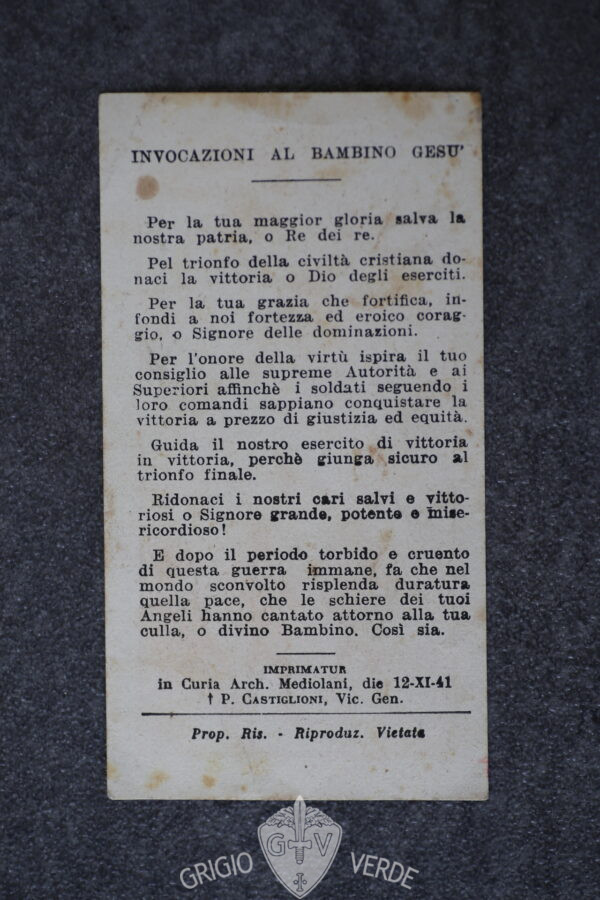 INVOCAZIONI AL BAMBINO GESU'
Per la tua maggior gloria salva la
nostra patria, o Re dei re.
Pel trionfo della civiltà cristiana do-
naci la vittoria o Dio degli eserciti.
Per la tua grazia che fortifica, in-
fondi a noi fortezza ed eroico corag-
gio, o Signore delle dominazioni.
Per l'onore della virtù ispira il tuo
consiglio alle supreme Autorità e ai
Superiori affinchè i soldati seguendo i
loro comandi sappiano conquistare la
vittoria a prezzo di giustizia ed equità.
Guida il nostro esercito di vittoria
in vittoria, perchè giunga sicuro al
trionfo finale.
Ridonaci i nostri cari salvi e vitto-
riosi o Signore grande, potente e mise-
ricordioso!
E dopo il periodo torbido e cruento
di questa guerra immane, fa che nel
mondo sconvolto risplenda duratura
quella pace, che le schiere dei tuoi
Angeli hanno cantato attorno alla tua
culla, o divino Bambino. Così sia.
IMPRIMATUR
in Curia Arch. Mediolani, die 12-XI-41
† P. CASTIGLIONI, Vic. Gen.
Prop. Ris. - Riproduz. Vietata
G V
GRIGIO VERDE